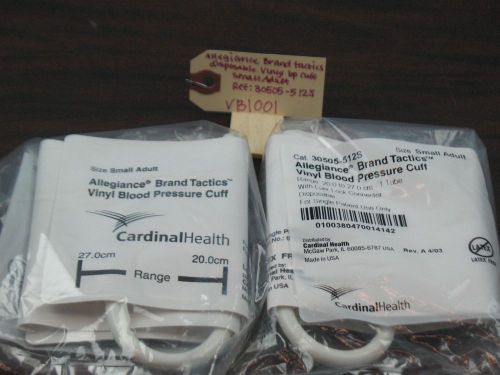 Allegiance Brand tactics
disposable Vinyl bp cuff
Small Adult
Ref: 30505-512S
VB1001
Size Small Adult
Allegiance® Brand Tactics™
Vinyl Blood Pressure Cuff
CardinalHealth
27.0cm 20.0cm
Range
Size Small Adult
Cat. 30505-512S
Allegiance® Brand Tactics™
Vinyl Blood Pressure Cuff
Range: 20.0 to 27.0 cm 1 Tube
With Luer Lock Connector
Disposable
For Single Patient Use Only
0100380470014142
Distributed by
Cardinal Health
McGaw Park, IL 60085-6787 USA
Made in USA
Rev. A 4/03
LATEX
CardinalHealth